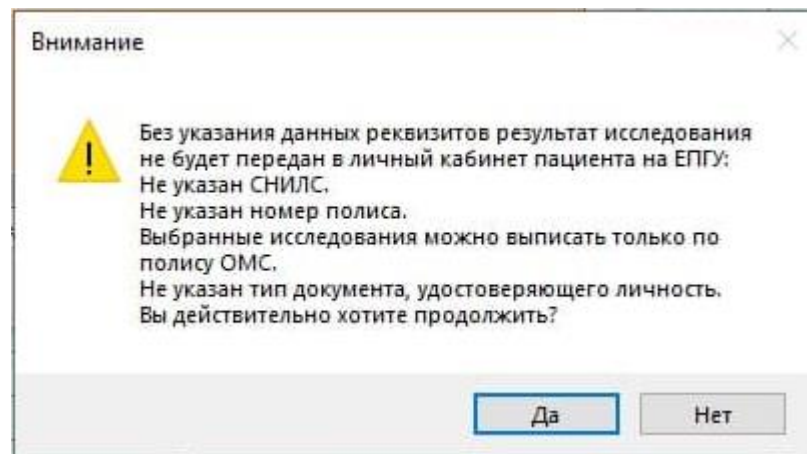 Внимание
Без указания данных реквизитов результат исследования
не будет передан в личный кабинет пациента на ЕПГУ:
Не указан СНИЛС.
Не указан номер полиса.
Выбранные исследования можно выписать только по
полису ОМС.
Не указан тип документа, удостоверяющего личность.
Вы действительно хотите продолжить?
Да
Нет